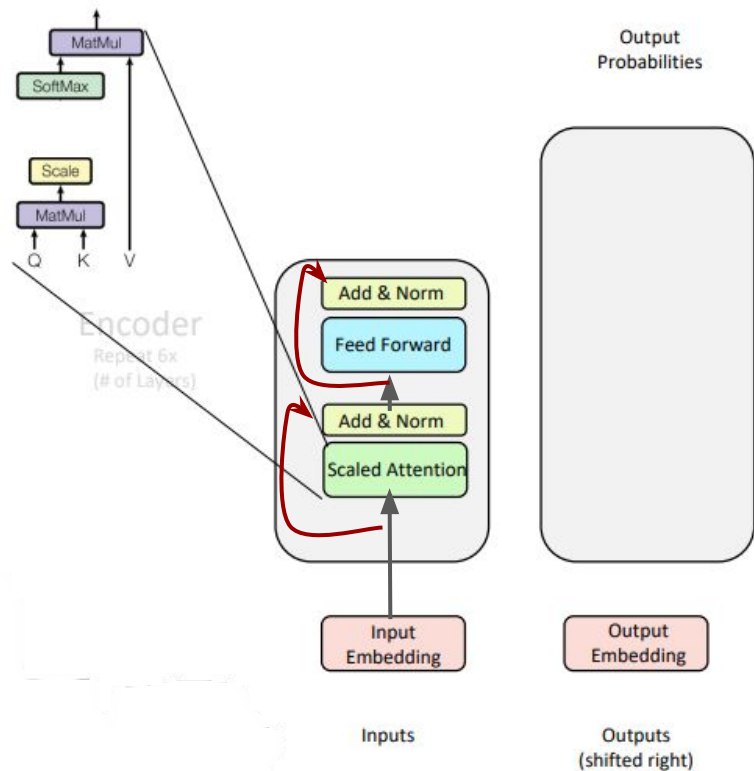 MatMul
SoftMax
Scale
MatMul
Q K V
Encoder
Repeat 6x
(# of Layers)
Add & Norm
Feed Forward
Add & Norm
Scaled Attention
Input
Embedding
Inputs
Output
Probabilities
Output
Embedding
Outputs
(shifted right)